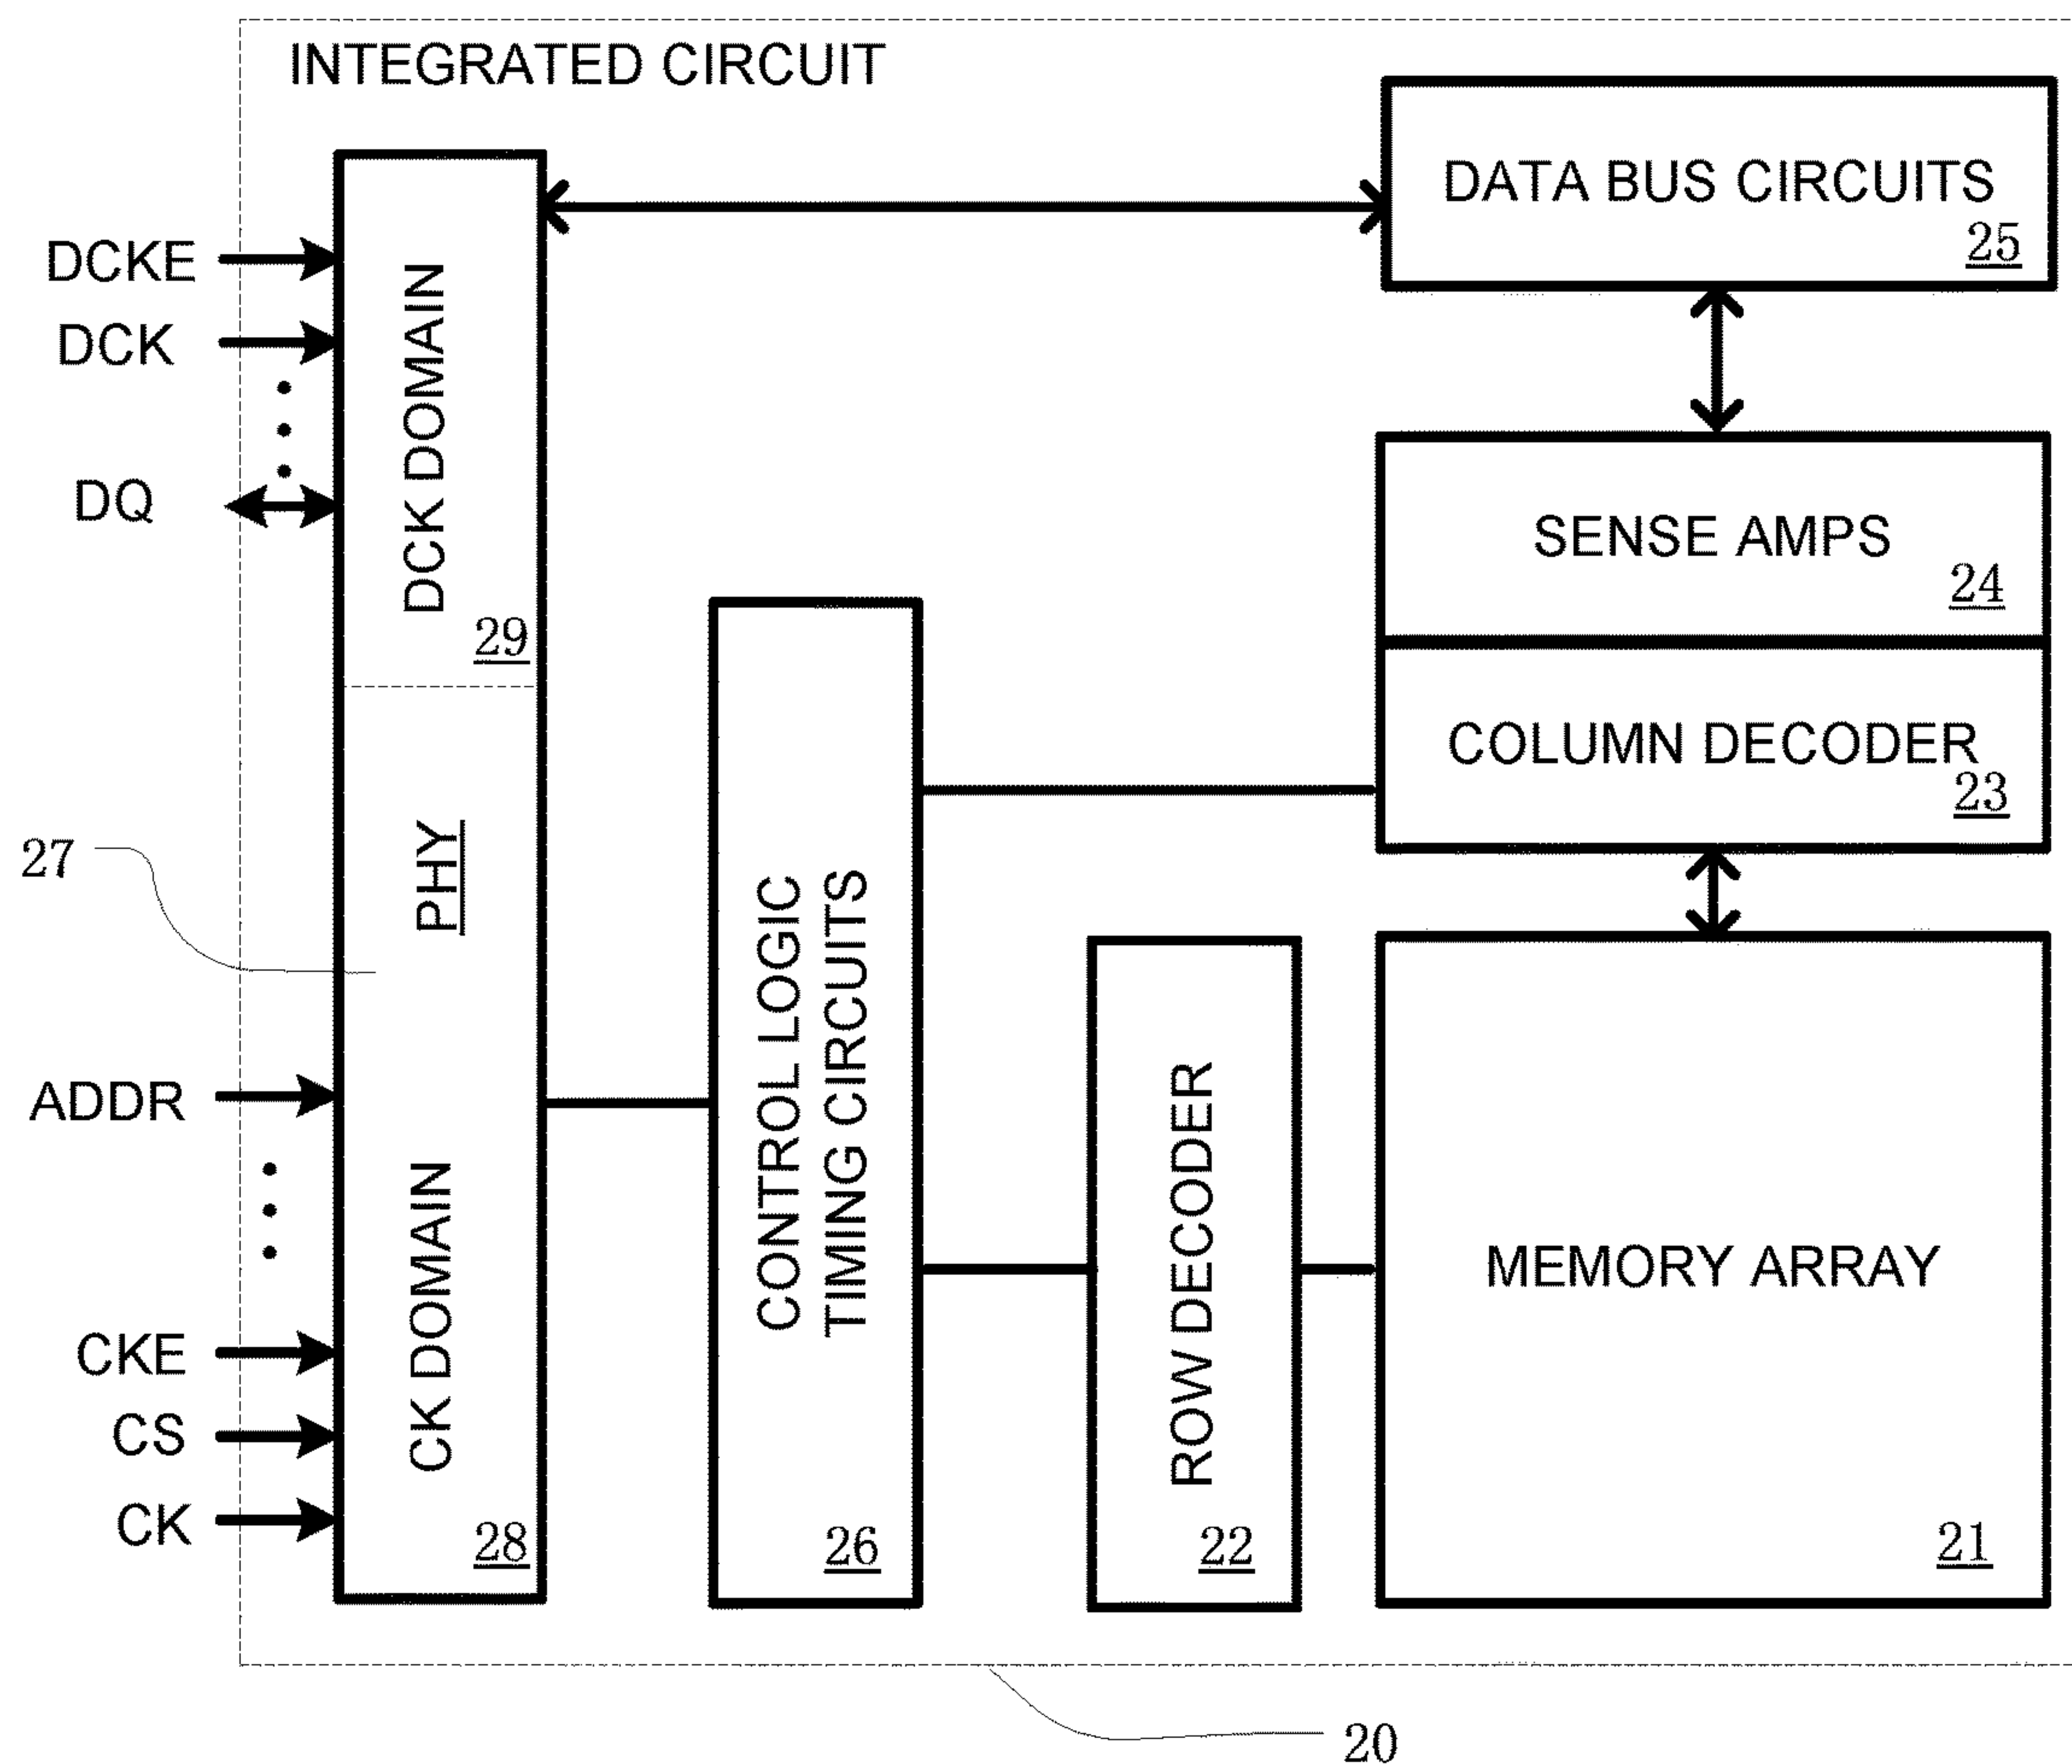 INTEGRATED CIRCUIT
DATA BUS CIRCUITS
25
DCKE
DCK
DQ
DCK DOMAIN
29
SENSE AMPS
24
COLUMN DECODER
23
27
PHY
ADDR
CKE
CS
CK
CK DOMAIN
28
CONTROL LOGIC
TIMING CIRCUITS
26
ROW DECODER
22
MEMORY ARRAY
21
20